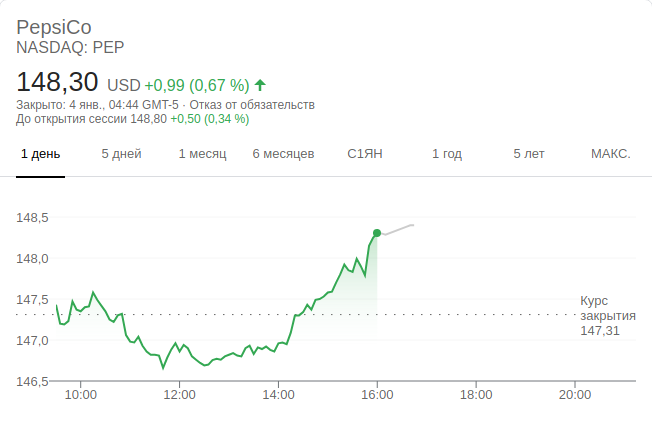 PepsiCo
NASDAQ: PEP
148,30 USD +0,99 (0,67 %)
Закрыто: 4 янв., 04:44 GMT-5 · Отказ от обязательств
До открытия сессии 148,80 +0,50 (0,34 %)
1 день 5 дней 1 месяц 6 месяцев С1ЯН 1 год 5 лет МАКС.
148,5
148,0
147,5
Курс
закрытия
147,31
147,0
146,5
10:00 12:00 14:00 16:00 18:00 20:00